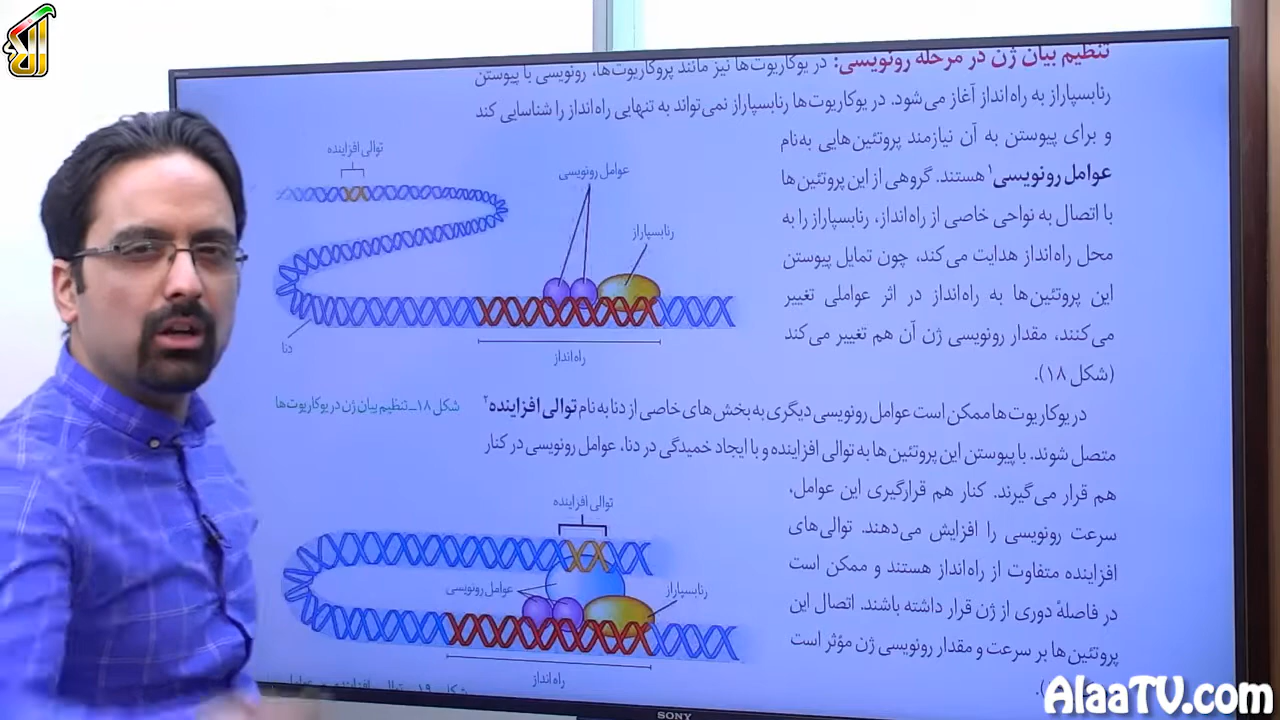 تنظیم بیان ژن در مرحله رونویسی: در یوکاریوت‌ها نیز مانند پروکاریوت‌ها، رونویسی با پیوستن
رنابسپاراز به راه‌انداز آغاز می‌شود. در یوکاریوت‌ها رنابسپاراز نمی‌تواند به تنهایی راه‌انداز را شناسایی کند
و برای پیوستن به آن نیازمند پروتئین‌هایی به‌نام
عوامل رونویسی۱ هستند. گروهی از این پروتئین‌ها
با اتصال به نواحی خاصی از راه‌انداز، رنابسپاراز را به
محل راه‌انداز هدایت می‌کند، چون تمایل پیوستن
این پروتئین‌ها به راه‌انداز در اثر عواملی تغییر
می‌کنند، مقدار رونویسی ژن آن هم تغییر می‌کند
(شکل ۱۸).
توالی افزاینده
عوامل رونویسی
رنابسپاراز
دنا
راه‌انداز
شکل ۱۸ـ تنظیم بیان ژن در یوکاریوت‌ها
در یوکاریوت‌ها ممکن است عوامل رونویسی دیگری به بخش‌های خاصی از دنا به نام توالی افزاینده۲
متصل شوند. با پیوستن این پروتئین‌ها به توالی افزاینده و با ایجاد خمیدگی در دنا، عوامل رونویسی در کنار
هم قرار می‌گیرند. کنار هم قرارگیری این عوامل،
سرعت رونویسی را افزایش می‌دهند. توالی‌های
افزاینده متفاوت از راه‌انداز هستند و ممکن است
در فاصلهٔ دوری از ژن قرار داشته باشند. اتصال این
پروتئین‌ها بر سرعت و مقدار رونویسی ژن مؤثر است
توالی افزاینده
عوامل رونویسی
رنابسپاراز
راه‌انداز
SONY
AlaaTV.com